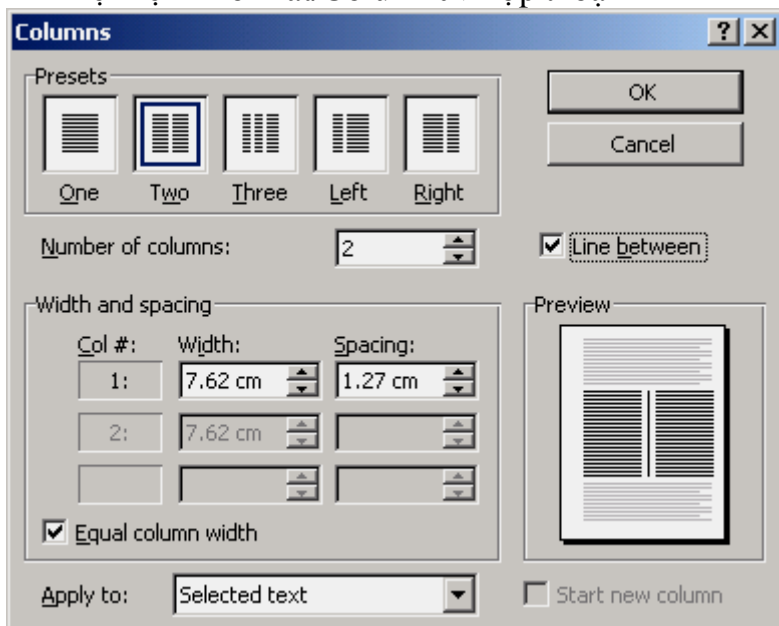 Columns
Presets
One Two Three Left Right
OK
Cancel
Number of columns: 2
Line between
Width and spacing
Col #: Width: Spacing:
1: 7.62 cm 1.27 cm
2: 7.62 cm
Equal column width
Preview
Apply to: Selected text
Start new column